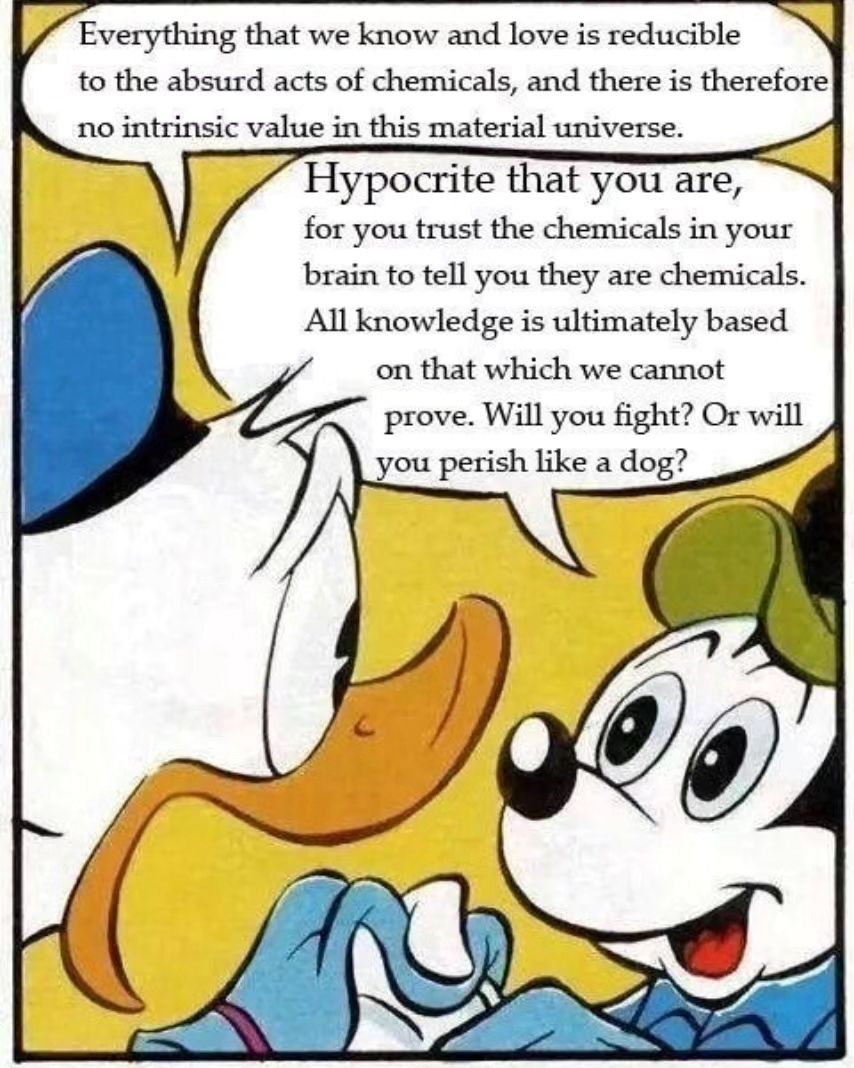 Everything that we know and love is reducible
to the absurd acts of chemicals, and there is therefore
no intrinsic value in this material universe.
Hypocrite that you are,
for you trust the chemicals in your
brain to tell you they are chemicals.
All knowledge is ultimately based
on that which we cannot
prove. Will you fight? Or will
you perish like a dog?